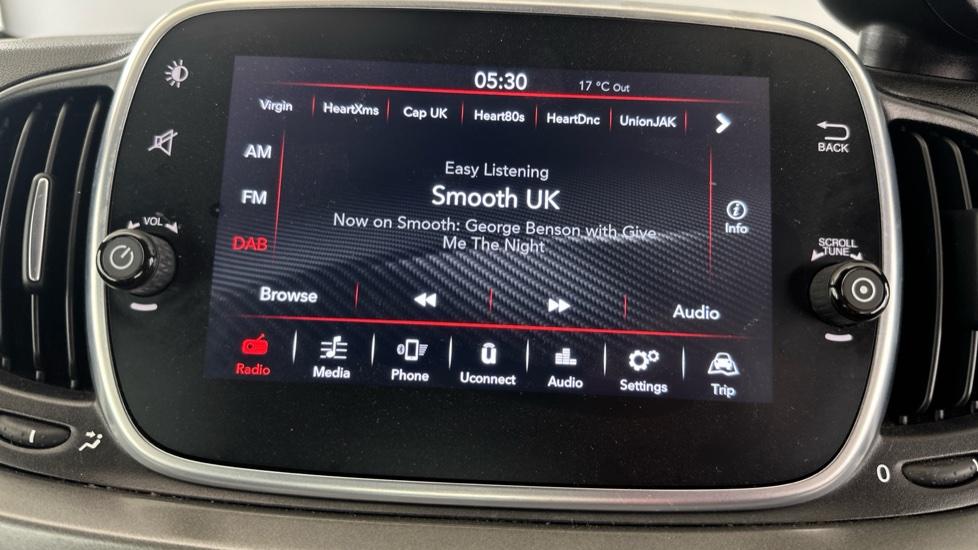 05:30
17 °C Out
Virgin
HeartXms
Cap UK
Heart80s
HeartDnc
UnionJAK
AM
FM
DAB
Easy Listening
Smooth UK
Now on Smooth: George Benson with Give
Me The Night
Info
Browse
Audio
Radio
Media
Phone
Uconnect
Audio
Settings
Trip
VOL
BACK
SCROLL
TUNE
0